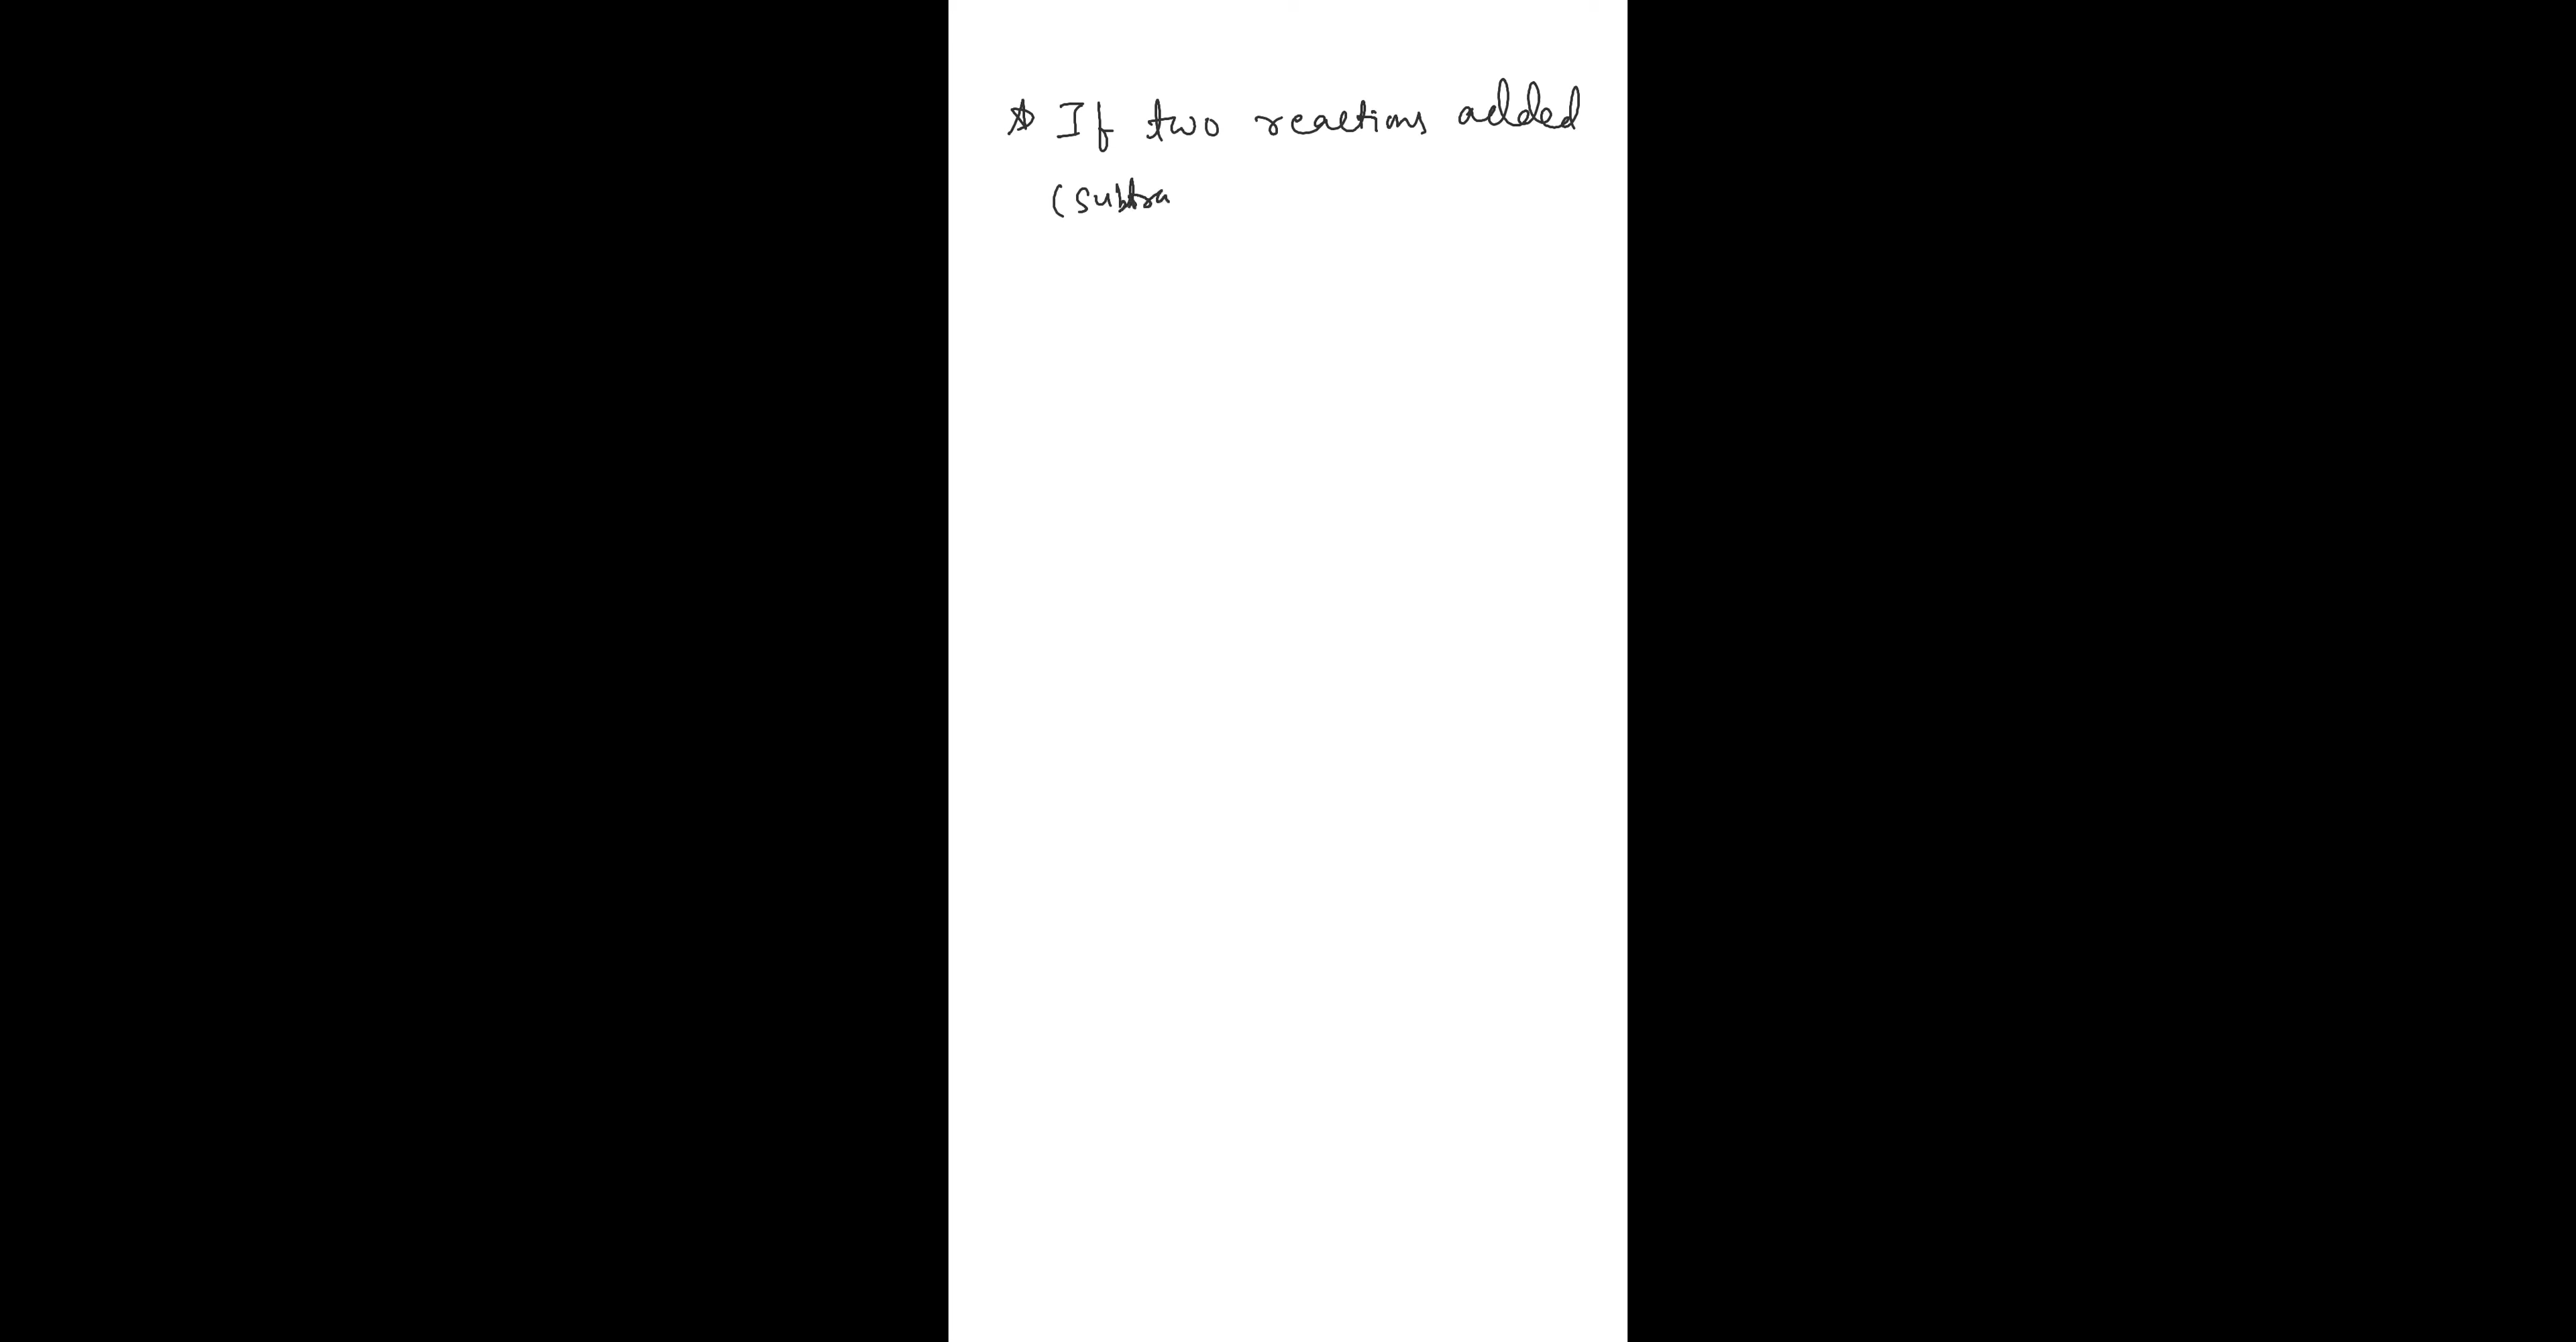 ☆ If two reactions added
(subtra